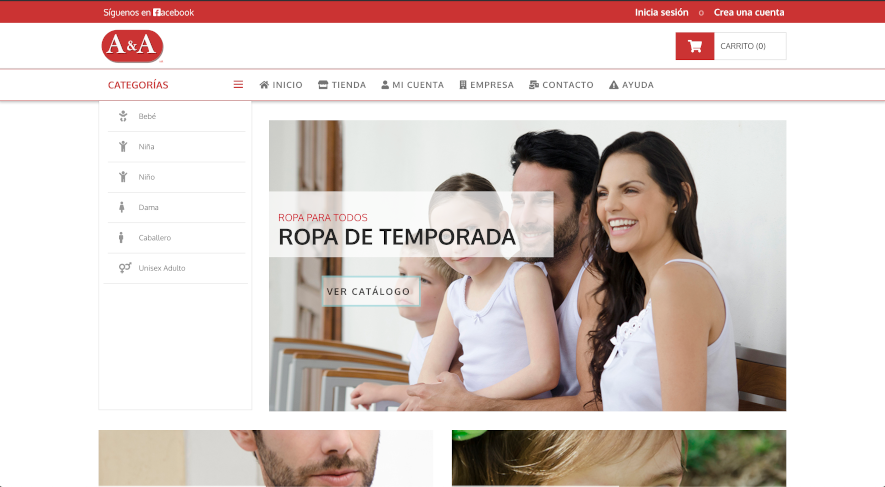 Síguenos en facebook
Inicia sesión o Crea una cuenta
A&A
CARRITO (0)
CATEGORÍAS
INICIO TIENDA MI CUENTA EMPRESA CONTACTO AYUDA
Bebé
Niña
Niño
Dama
Caballero
Unisex Adulto
ROPA PARA TODOS
ROPA DE TEMPORADA
VER CATÁLOGO